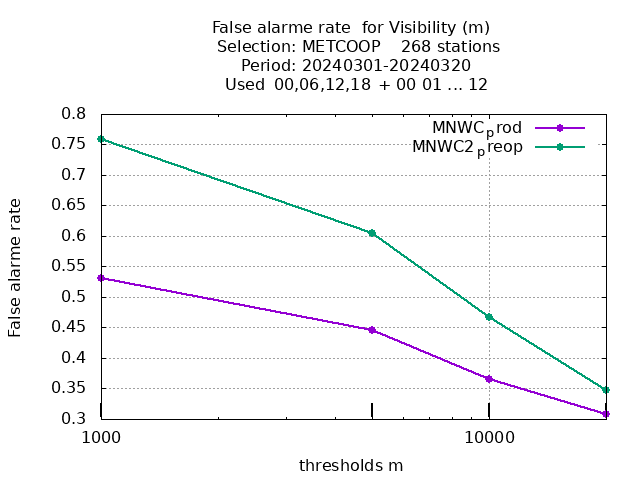 False alarme rate  for Visibility (m)
Selection: METCOOP    268 stations
Period: 20240301-20240320
Used  00,06,12,18  + 00 01 ... 12
MNWC_prod
MNWC2_preop
0.8
0.75
0.7
0.65
0.6
0.55
0.5
0.45
0.4
0.35
0.3
False alarme rate
1000 10000
thresholds m